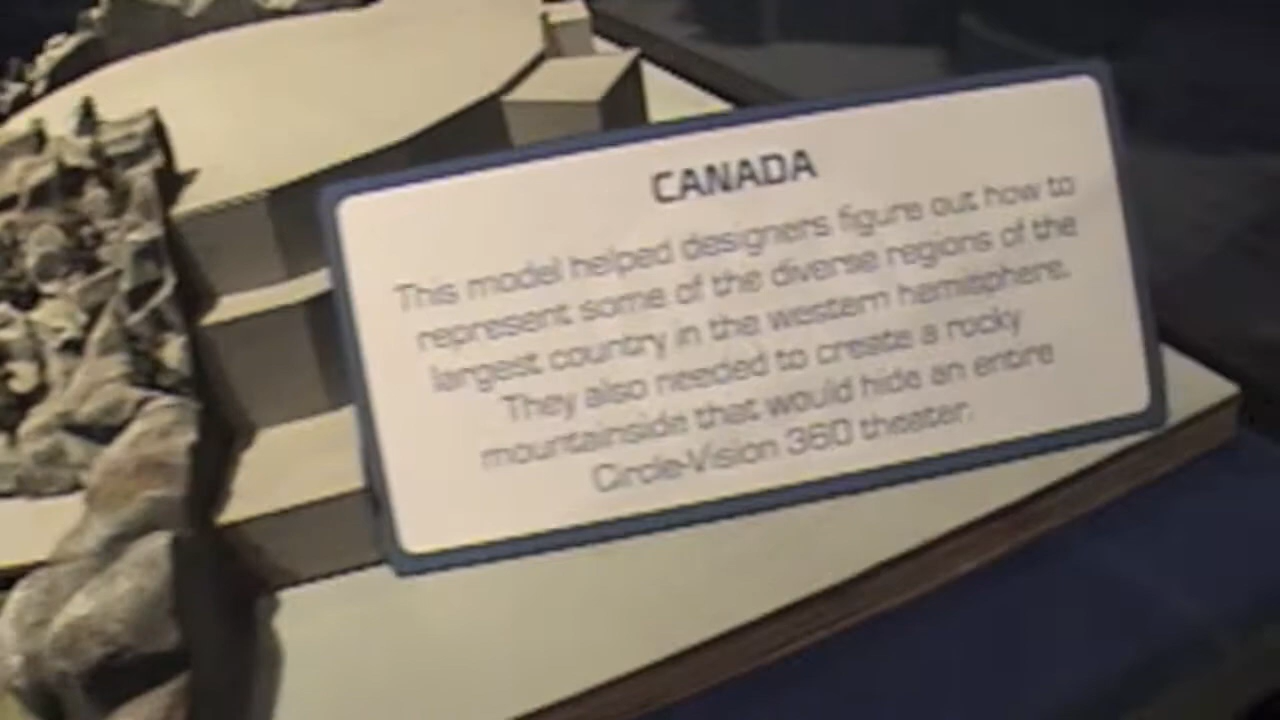 CANADA
This model helped designers figure out how to
represent some of the diverse regions of the
largest country in the western hemisphere.
They also needed to create a rocky
mountainside that would hide an entire
Circle-Vision 360 theater.